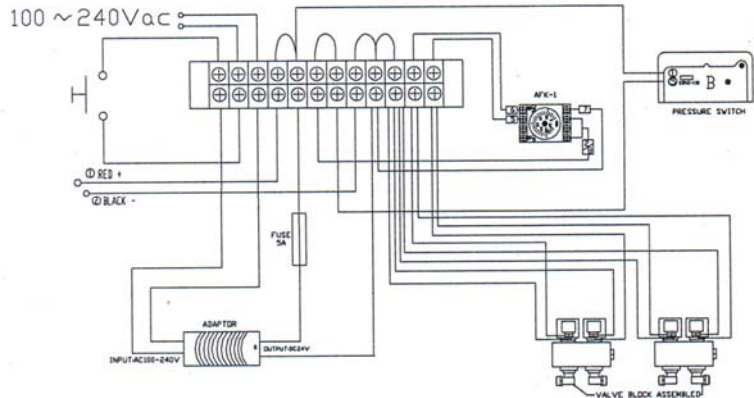 100 ~ 240Vac
AFK-1
7
B
PRESSURE SWITCH
① RED +
② BLACK -
FUSE
5A
ADAPTOR
INPUT:AC100-240V
OUTPUT:DC24V
VALVE BLOCK ASSEMBLED